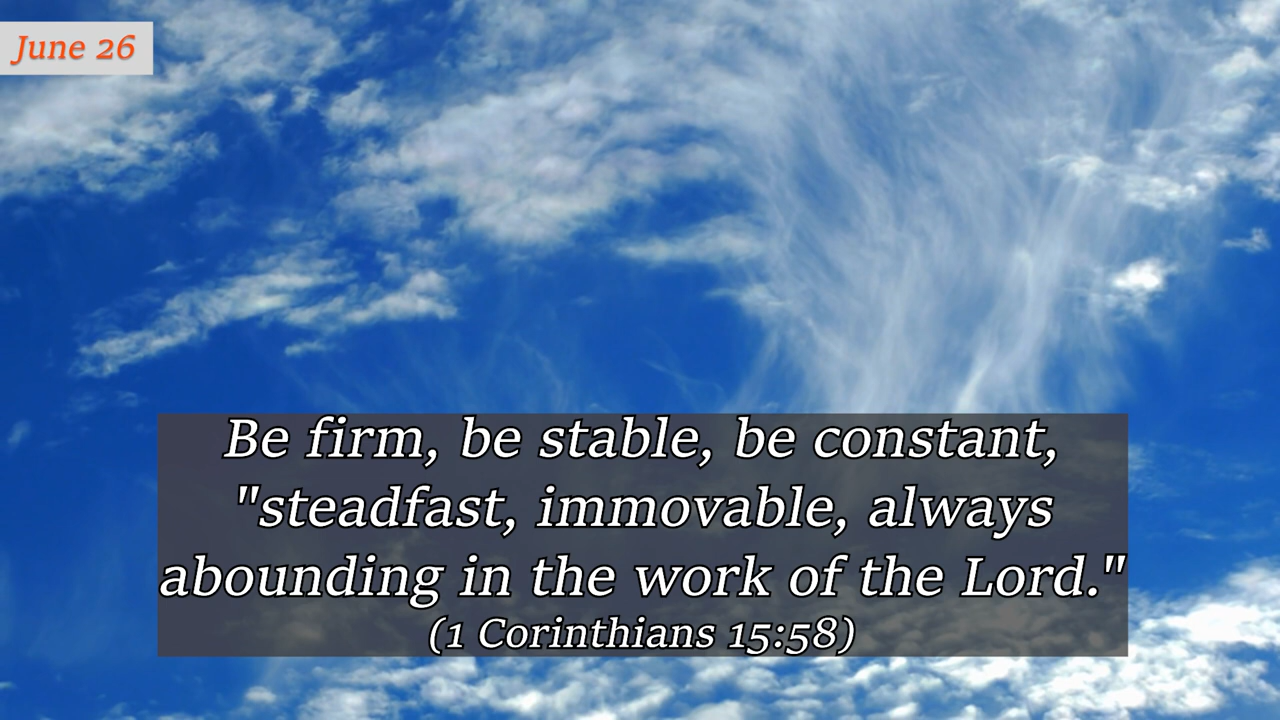 June 26
Be firm, be stable, be constant,
"steadfast, immovable, always
abounding in the work of the Lord."
(1 Corinthians 15:58)